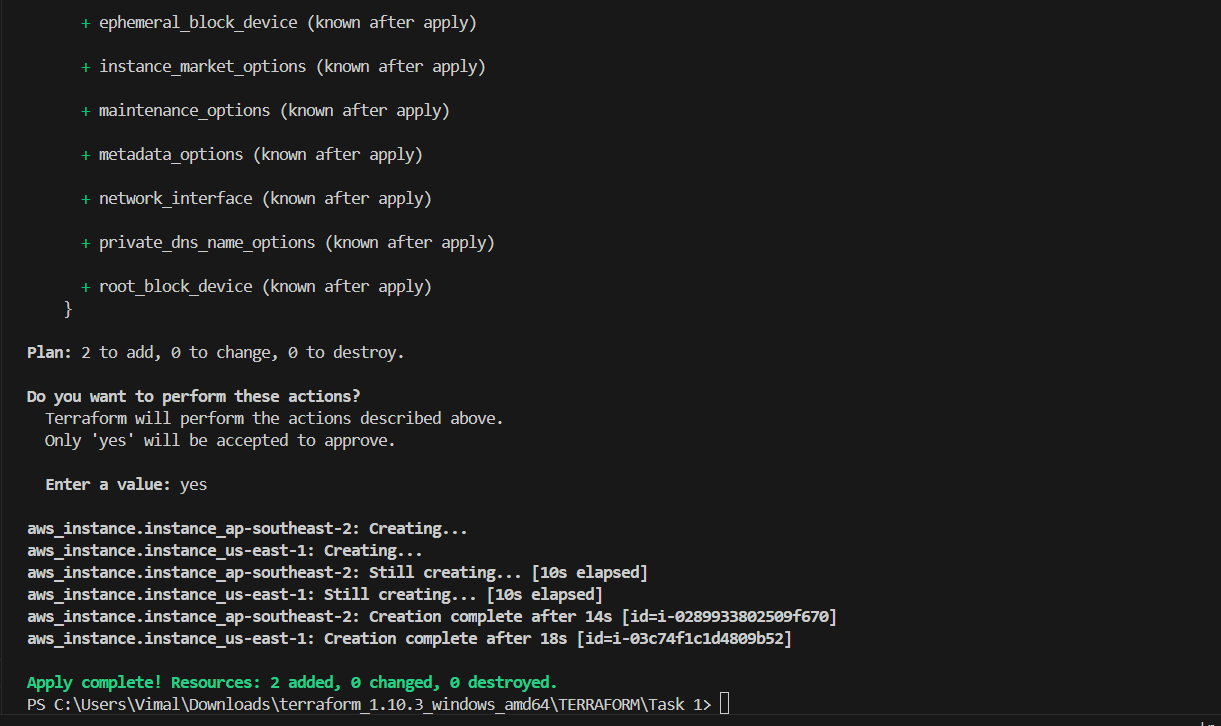 + ephemeral_block_device (known after apply)
+ instance_market_options (known after apply)
+ maintenance_options (known after apply)
+ metadata_options (known after apply)
+ network_interface (known after apply)
+ private_dns_name_options (known after apply)
+ root_block_device (known after apply)
}
Plan: 2 to add, 0 to change, 0 to destroy.
Do you want to perform these actions?
Terraform will perform the actions described above.
Only 'yes' will be accepted to approve.
Enter a value: yes
aws_instance.instance_ap-southeast-2: Creating...
aws_instance.instance_us-east-1: Creating...
aws_instance.instance_ap-southeast-2: Still creating... [10s elapsed]
aws_instance.instance_us-east-1: Still creating... [10s elapsed]
aws_instance.instance_ap-southeast-2: Creation complete after 14s [id=i-0289933802509f670]
aws_instance.instance_us-east-1: Creation complete after 18s [id=i-03c74f1c1d4809b52]
Apply complete! Resources: 2 added, 0 changed, 0 destroyed.
PS C:\Users\Vimal\Downloads\terraform_1.10.3_windows_amd64\TERRAFORM\Task 1>